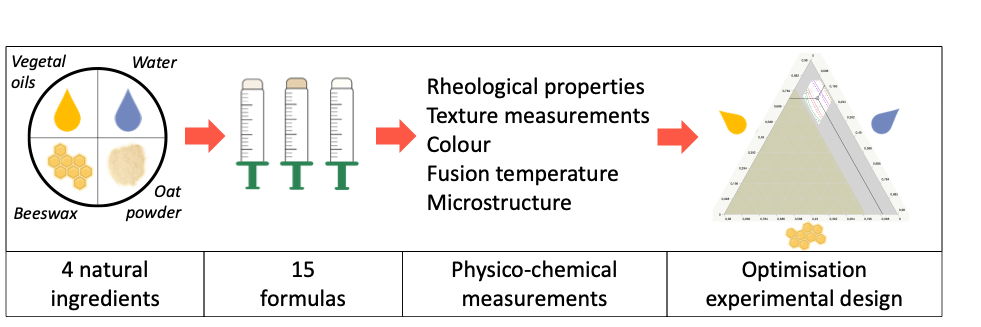 Vegetal
oils
Water
Beeswax
Oat
powder
Rheological properties
Texture measurements
Colour
Fusion temperature
Microstructure
4 natural
ingredients
15
formulas
Physico-chemical
measurements
Optimisation
experimental design